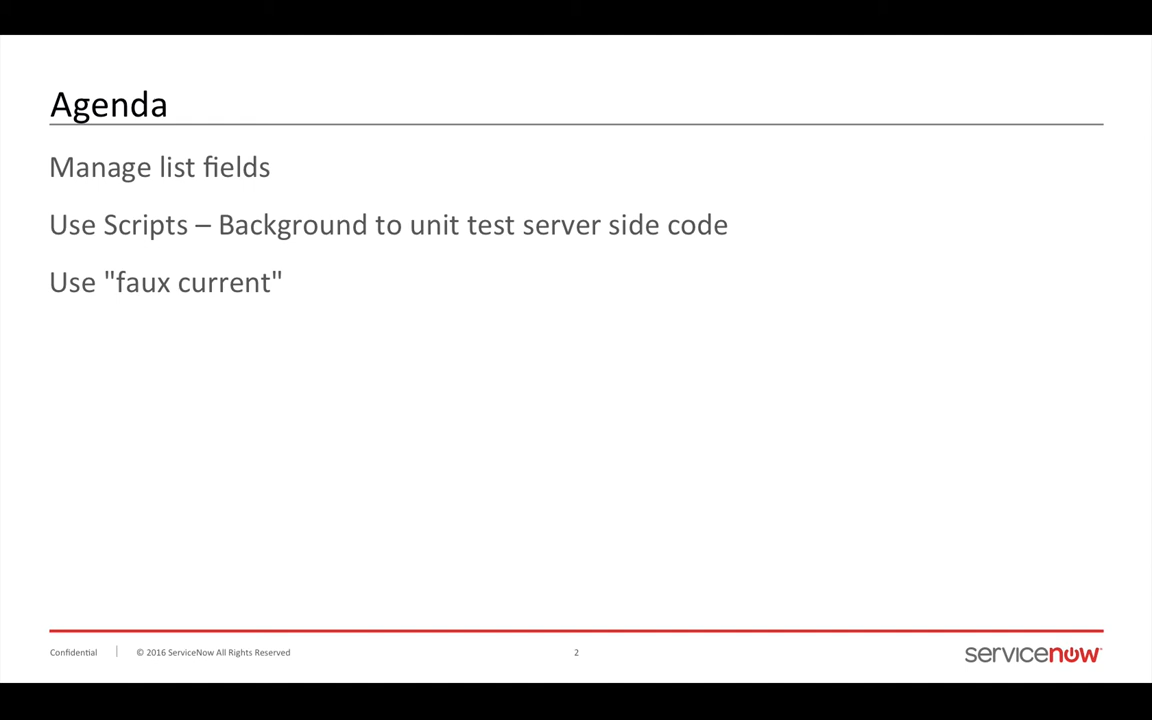 Agenda
Manage list fields
Use Scripts – Background to unit test server side code
Use "faux current"
Confidential | © 2016 ServiceNow All Rights Reserved 2 servicenow